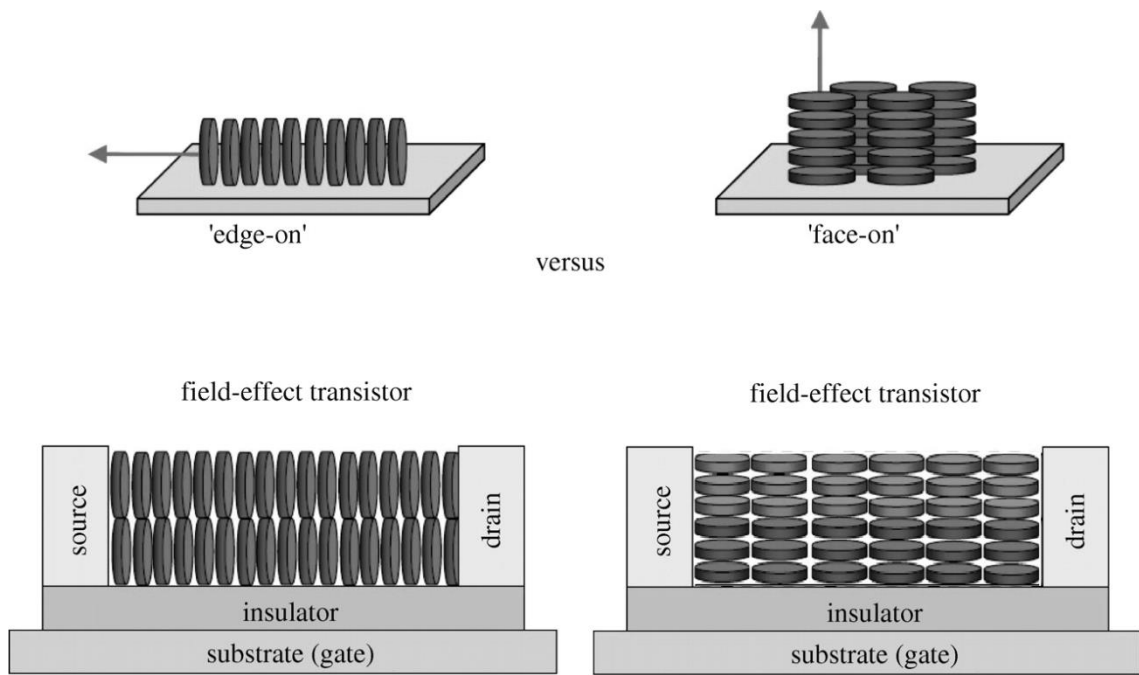 'edge-on'
'face-on'
versus
field-effect transistor
field-effect transistor
source
drain
insulator
substrate (gate)
source
drain
insulator
substrate (gate)